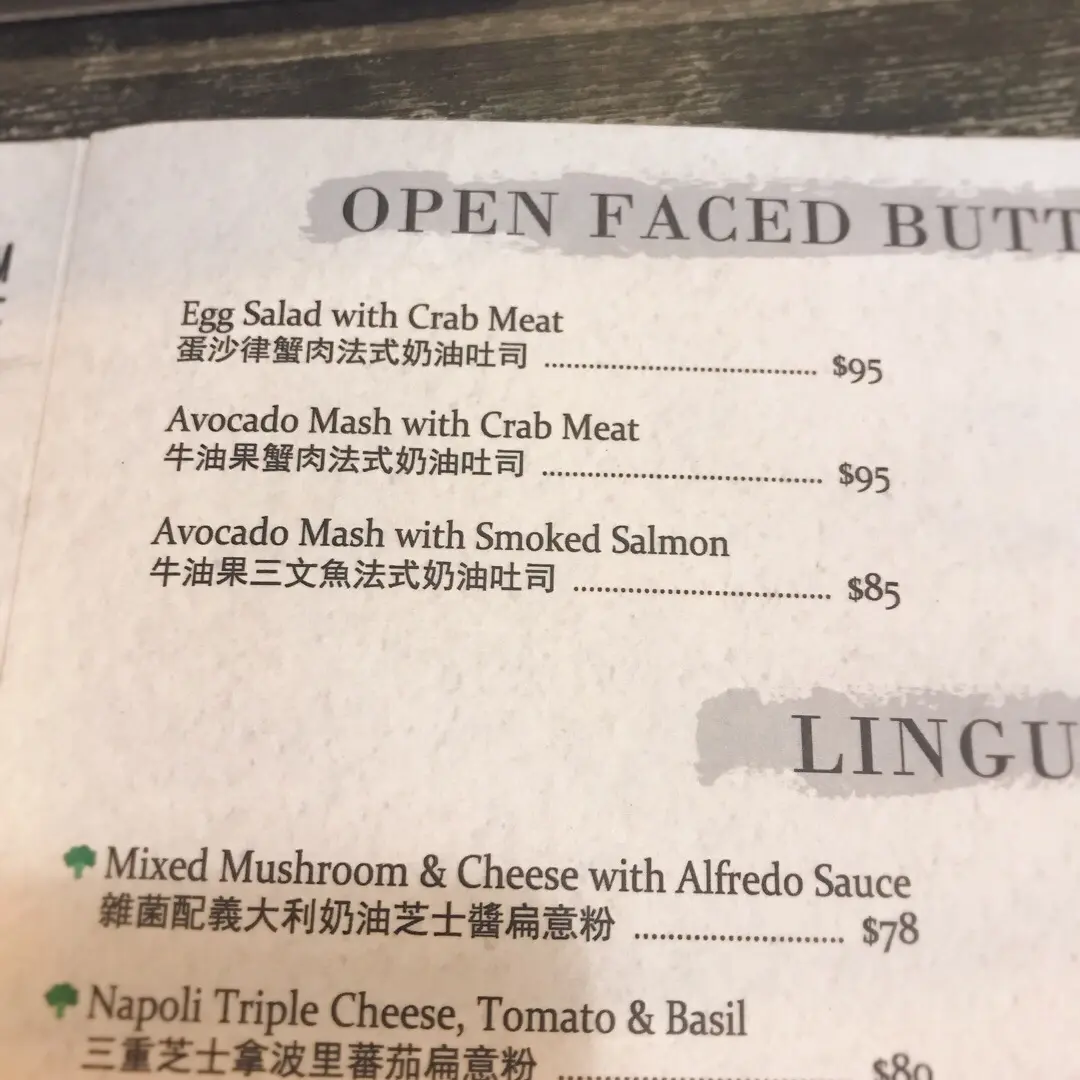 OPEN FACED BUTT
Egg Salad with Crab Meat
蛋沙律蟹肉法式奶油吐司 ................................ $95
Avocado Mash with Crab Meat
牛油果蟹肉法式奶油吐司 ................................ $95
Avocado Mash with Smoked Salmon
牛油果三文魚法式奶油吐司 ............................. $85
LINGU
Mixed Mushroom & Cheese with Alfredo Sauce
雜菌配義大利奶油芝士醬扁意粉 ........................ $78
Napoli Triple Cheese, Tomato & Basil
三重芝士拿波里蕃茄扁意粉 ................................